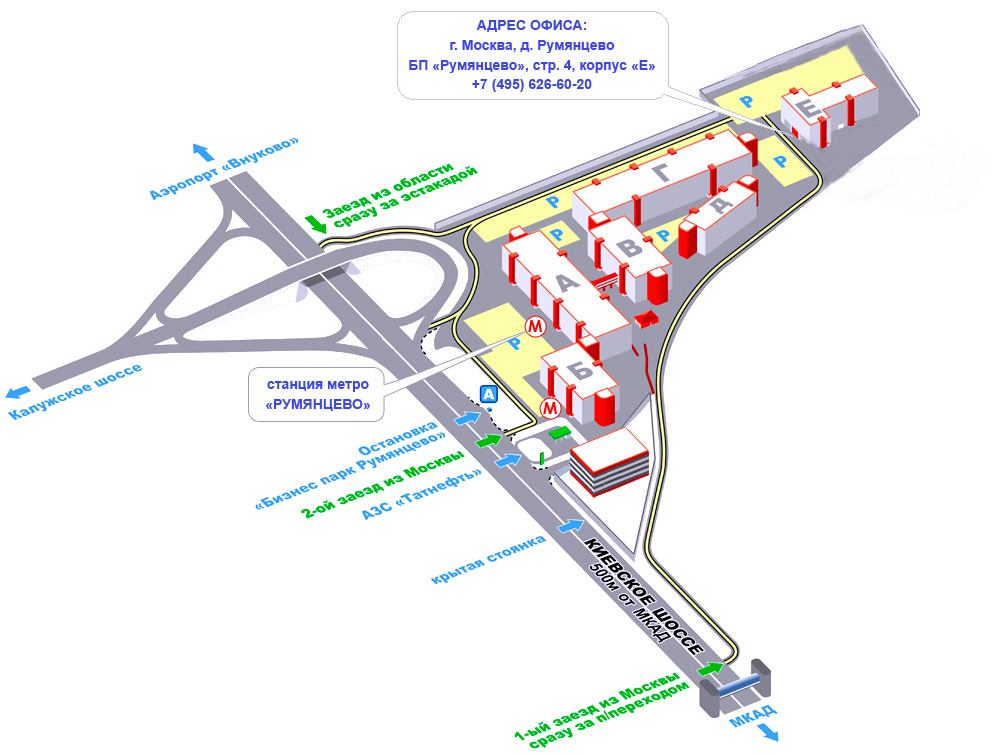 АДРЕС ОФИСА:
г. Москва, д. Румянцево
БП «Румянцево», стр. 4, корпус «Е»
+7 (495) 626-60-20
Р
Е
Аэропорт «Внуково»
Заезд из области
сразу за эстакадой
Г
Р
Р
Д
Р
В
Р
А
М
Р
Б
станция метро
«РУМЯНЦЕВО»
Калужское шоссе
А
М
Остановка
«Бизнес парк Румянцево»
2-ой заезд из Москвы
АЗС «Татнефть»
крытая стоянка
КИЕВСКОЕ ШОССЕ
500м от МКАД
1-ый заезд из Москвы
сразу за п/переходом
МКАД